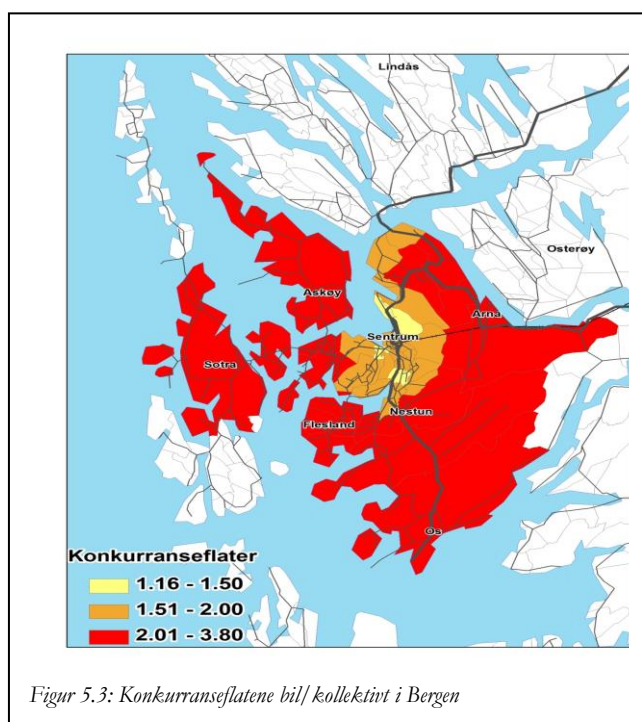 Lindås
Osterøy
Askøy
Arna
Sentrum
Sotra
Nestun
Flesland
Os
Konkurranseflater
1.16 - 1.50
1.51 - 2.00
2.01 - 3.80
Figur 5.3: Konkurranseflatene bil/kollektivt i Bergen